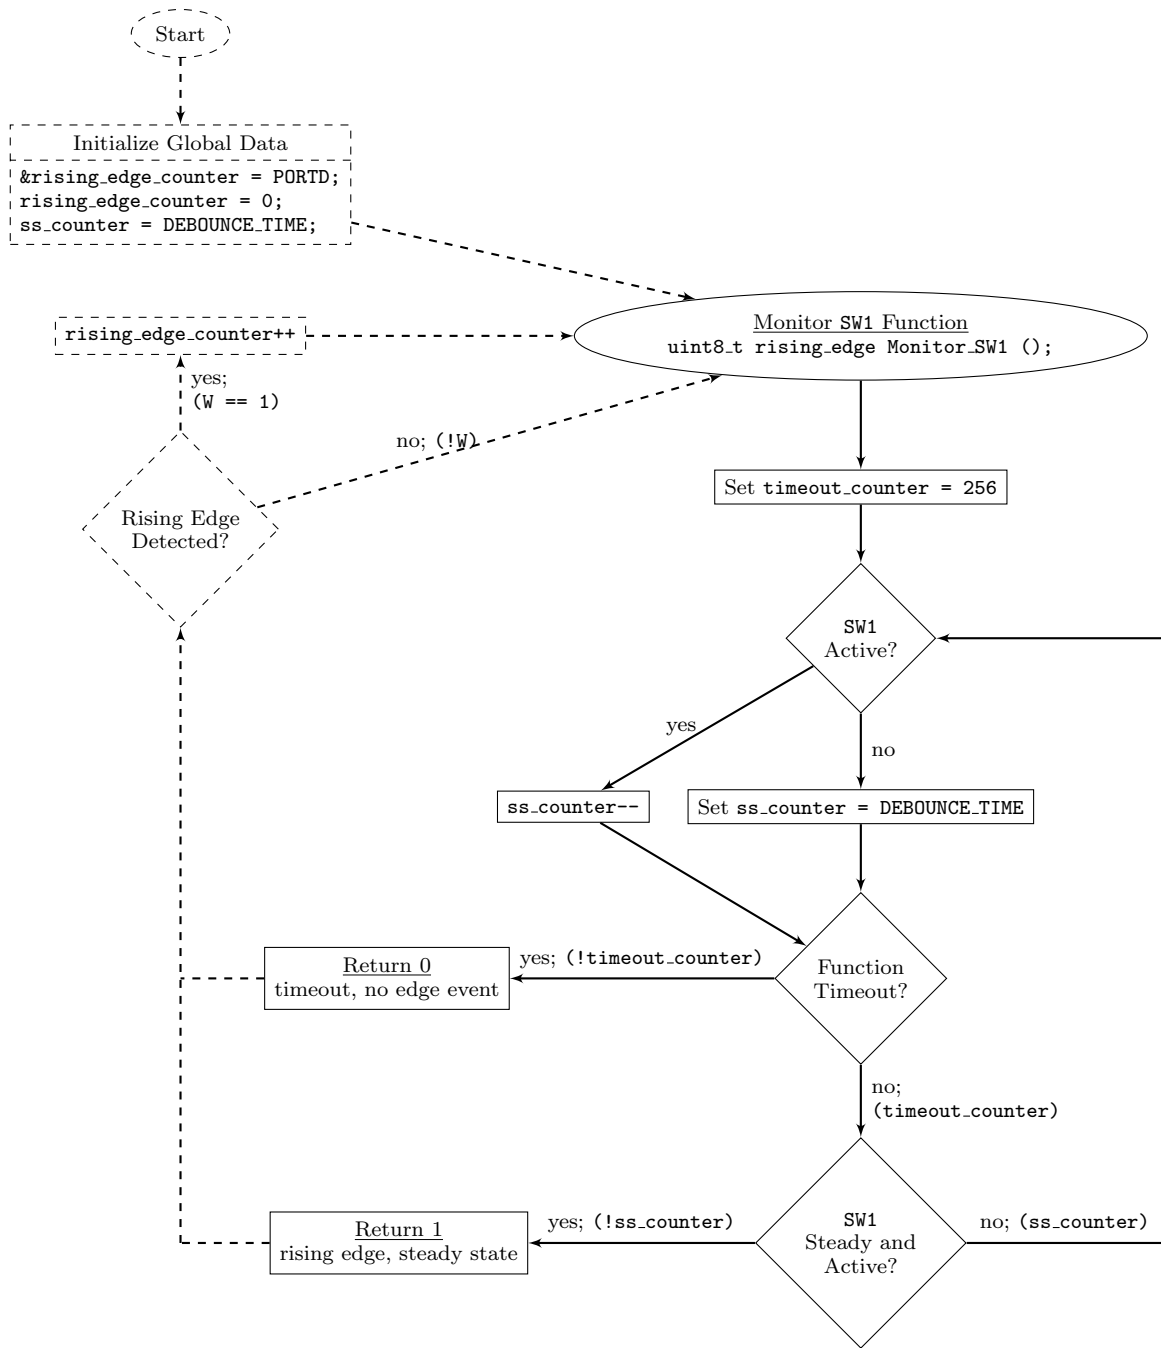 Start
Initialize Global Data
&rising_edge_counter = PORTD;
rising_edge_counter = 0;
ss_counter = DEBOUNCE_TIME;
Monitor SW1 Function
uint8_t rising_edge Monitor_SW1 ();
rising_edge_counter++
yes;
(W == 1)
no; (!W)
Set timeout_counter = 256
Rising Edge
Detected?
SW1
Active?
yes
no
ss_counter--
Set ss_counter = DEBOUNCE_TIME
Return 0
timeout, no edge event
yes; (!timeout_counter)
Function
Timeout?
no;
(timeout_counter)
Return 1
rising edge, steady state
yes; (!ss_counter)
SW1
Steady and
Active?
no; (ss_counter)